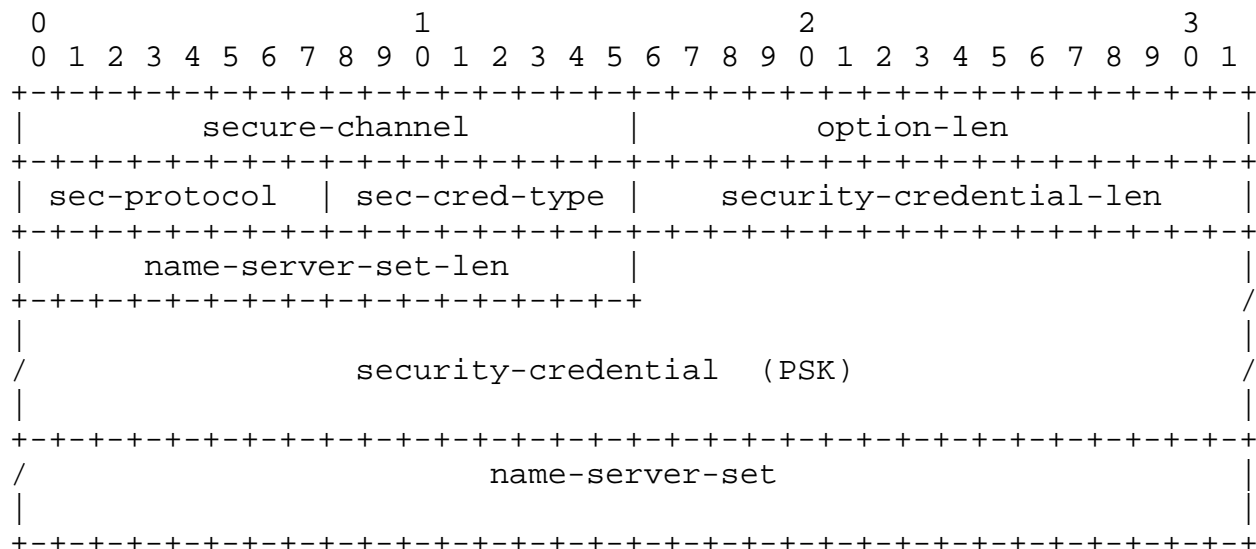 0                   1                   2                   3
 0 1 2 3 4 5 6 7 8 9 0 1 2 3 4 5 6 7 8 9 0 1 2 3 4 5 6 7 8 9 0 1
+-+-+-+-+-+-+-+-+-+-+-+-+-+-+-+-+-+-+-+-+-+-+-+-+-+-+-+-+-+-+-+-+
|         secure-channel        |         option-len            |
+-+-+-+-+-+-+-+-+-+-+-+-+-+-+-+-+-+-+-+-+-+-+-+-+-+-+-+-+-+-+-+-+
| sec-protocol  | sec-cred-type |    security-credential-len    |
+-+-+-+-+-+-+-+-+-+-+-+-+-+-+-+-+-+-+-+-+-+-+-+-+-+-+-+-+-+-+-+-+
|      name-server-set-len      |                               |
+-+-+-+-+-+-+-+-+-+-+-+-+-+-+-+-+                               /
|                                                               |
/                 security-credential  (PSK)                    /
|                                                               |
+-+-+-+-+-+-+-+-+-+-+-+-+-+-+-+-+-+-+-+-+-+-+-+-+-+-+-+-+-+-+-+-+
/                        name-server-set                        |
|                                                               |
+-+-+-+-+-+-+-+-+-+-+-+-+-+-+-+-+-+-+-+-+-+-+-+-+-+-+-+-+-+-+-+-+